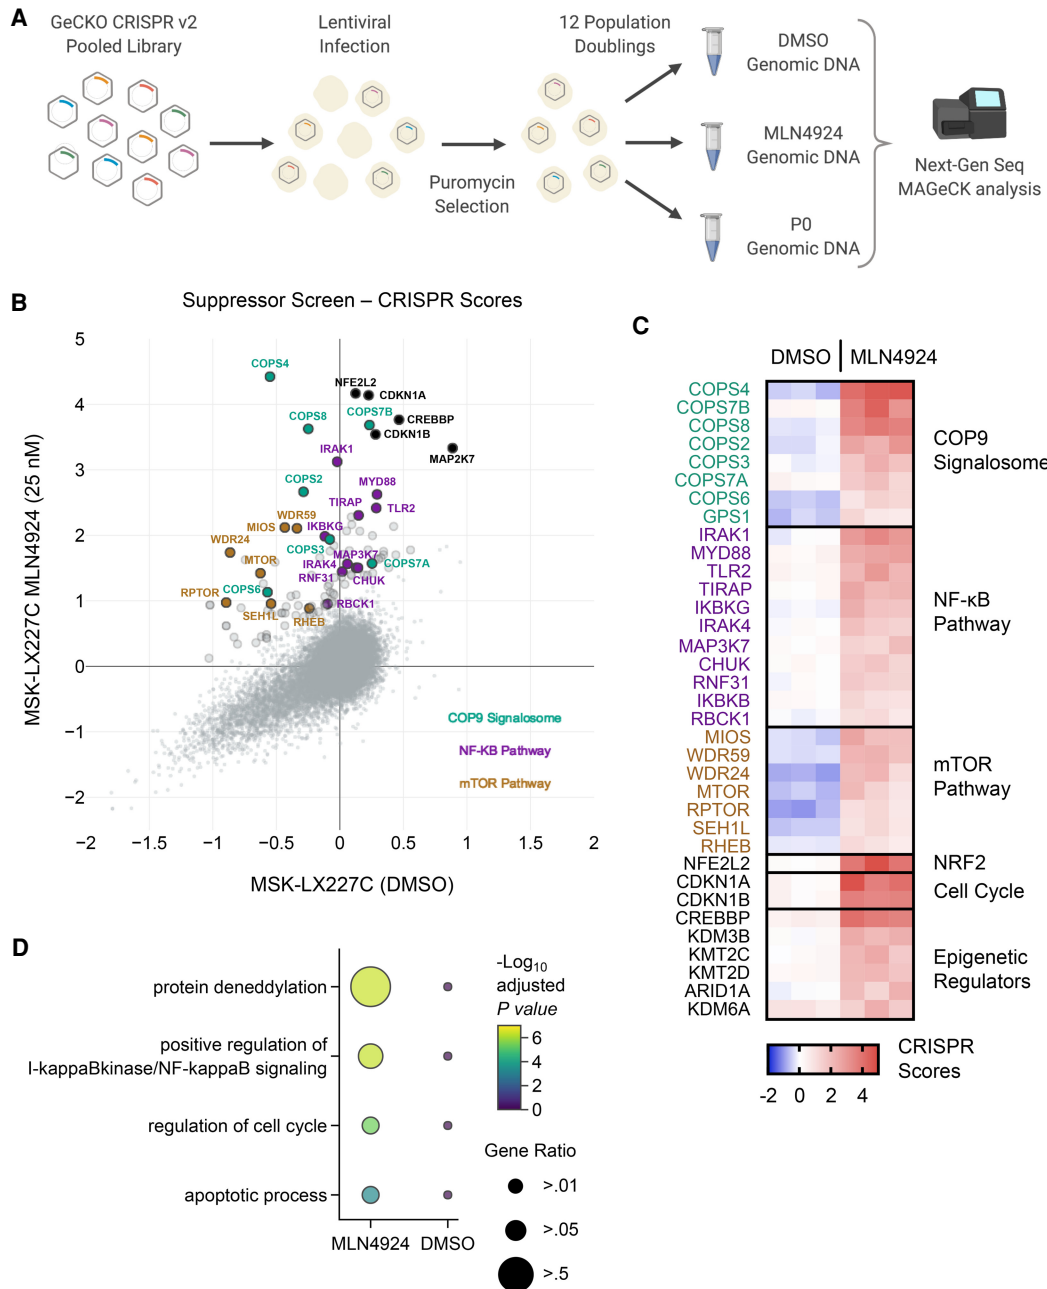 A
GeCKO CRISPR v2
Pooled Library
Lentiviral
Infection
12 Population
Doublings
Puromycin
Selection
DMSO
Genomic DNA
MLN4924
Genomic DNA
P0
Genomic DNA
Next-Gen Seq
MAGeCK analysis
B
Suppressor Screen – CRISPR Scores
MSK-LX227C MLN4924 (25 nM)
5
4
3
2
1
0
−1
−2
−2
−1.5
−1
−0.5
0
0.5
1
1.5
2
MSK-LX227C (DMSO)
COPS4
NFE2L2
CDKN1A
COPS8
COPS7B
CREBBP
CDKN1B
IRAK1
MAP2K7
COPS2
MYD88
TIRAP
TLR2
WDR59
MIOS
IKBKG
WDR24
COPS3
MAP3K7
MTOR
IRAK4
COPS7A
RNF31
CHUK
RPTOR
COPS6
SEH1L
RHEB
RBCK1
COP9 Signalosome
NF-KB Pathway
mTOR Pathway
C
DMSO
MLN4924
COPS4
COPS7B
COPS8
COPS2
COPS3
COPS7A
COPS6
GPS1
COP9
Signalosome
IRAK1
MYD88
TLR2
TIRAP
IKBKG
IRAK4
MAP3K7
CHUK
RNF31
IKBKB
RBCK1
NF-κB
Pathway
MIOS
WDR59
WDR24
MTOR
RPTOR
SEH1L
RHEB
mTOR
Pathway
NFE2L2
NRF2
CDKN1A
CDKN1B
Cell Cycle
CREBBP
KDM3B
KMT2C
KMT2D
ARID1A
KDM6A
Epigenetic
Regulators
-2 0 2 4
CRISPR
Scores
D
protein deneddylation
positive regulation of
I-kappaBkinase/NF-kappaB signaling
regulation of cell cycle
apoptotic process
MLN4924
DMSO
-Log10
adjusted
P value
6
4
2
0
Gene Ratio
>.01
>.05
>.5